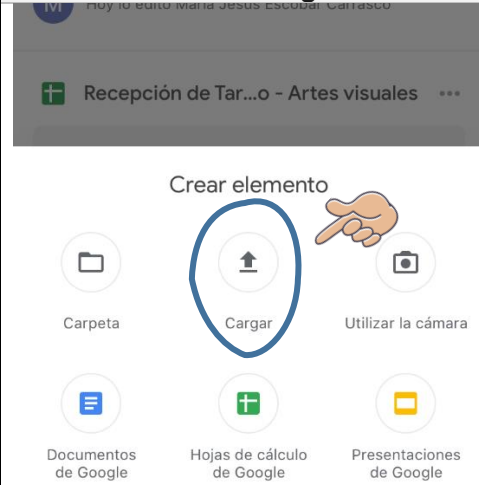 M
Hoy lo editó María Jesús Escobar Carrasco
Recepción de Tar...o - Artes visuales
Crear elemento
Carpeta
Cargar
Utilizar la cámara
Documentos
de Google
Hojas de cálculo
de Google
Presentaciones
de Google